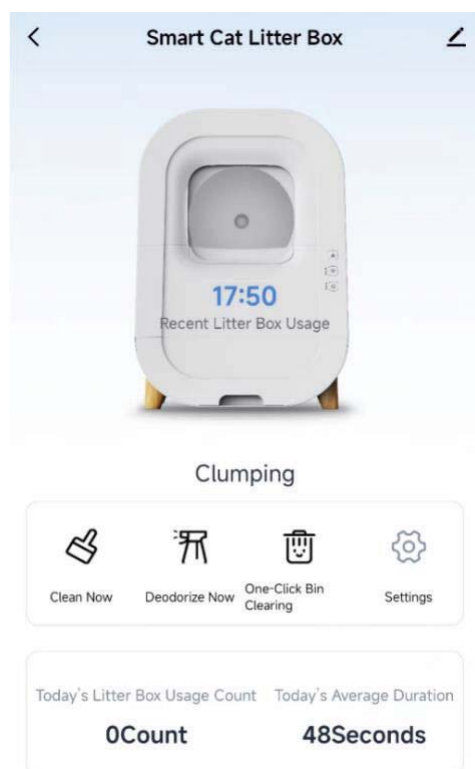 Smart Cat Litter Box
17:50
Recent Litter Box Usage
Clumping
Clean Now
Deodorize Now
One-Click Bin
Clearing
Settings
Today's Litter Box Usage Count
Today's Average Duration
0Count
48Seconds